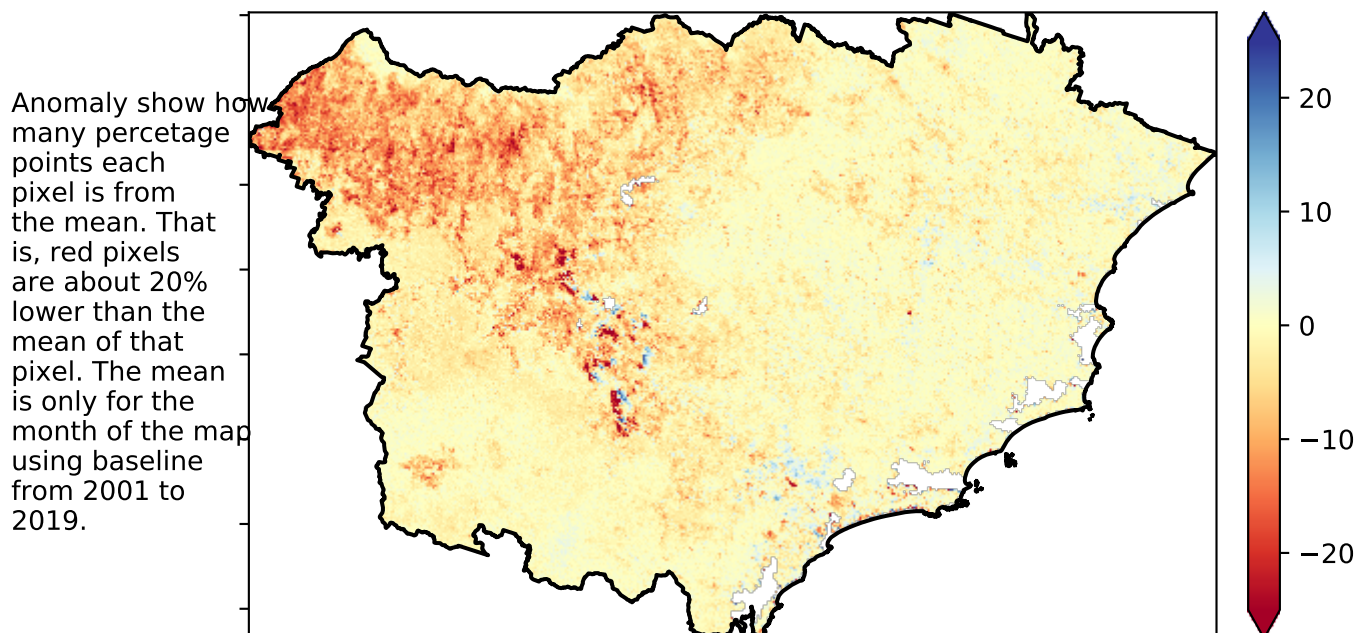 Anomaly show how
many percetage
points each
pixel is from
the mean. That
is, red pixels
are about 20%
lower than the
mean of that
pixel. The mean
is only for the
month of the map
using baseline
from 2001 to
2019.
20
10
0
−10
−20